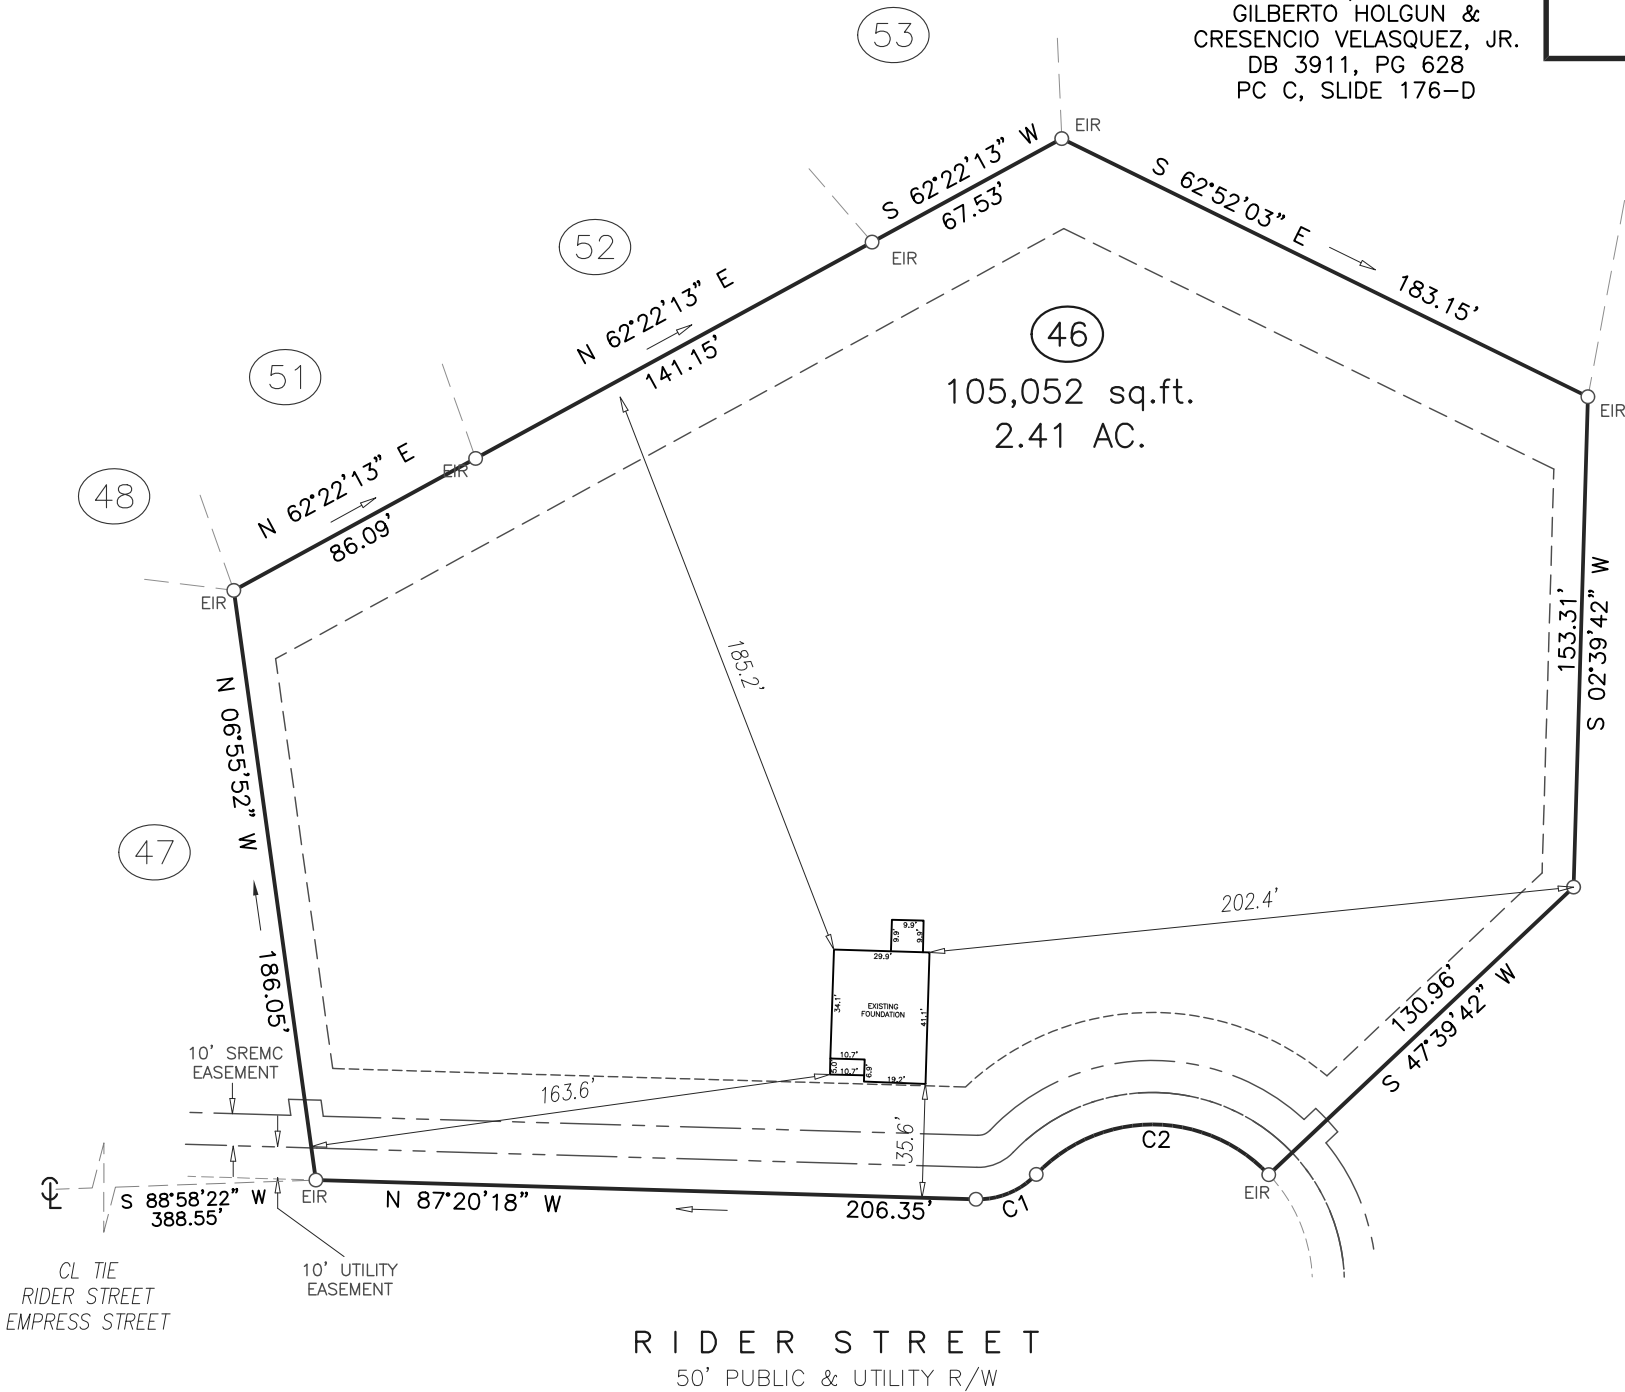 53
GILBERTO HOLGUN &
CRESENCIO VELASQUEZ, JR.
DB 3911, PG 628
PC C, SLIDE 176-D
EIR
S 62°22'13" W
67.53'
S 62°52'03" E
183.15'
52
EIR
N 62°22'13" E
141.15'
46
105,052 sq.ft.
2.41 AC.
51
EIR
EIR
48
N 62°22'13" E
86.09'
EIR
N 06°55'52" W
186.05'
185.2'
153.31'
S 02°39'42" W
47
202.4'
9.9'
9.9'
9.9'
29.9'
34.1'
EXISTING
FOUNDATION
41.1'
10.7'
5.0'
10.7'
6.9'
19.2'
130.96'
S 47°39'42" W
10' SREMC
EASEMENT
163.6'
35.6'
C2
C1
EIR
EIR
℄
S 88°58'22" W
388.55'
N 87°20'18" W
206.35'
10' UTILITY
EASEMENT
CL TIE
RIDER STREET
EMPRESS STREET
RIDER STREET
50' PUBLIC & UTILITY R/W